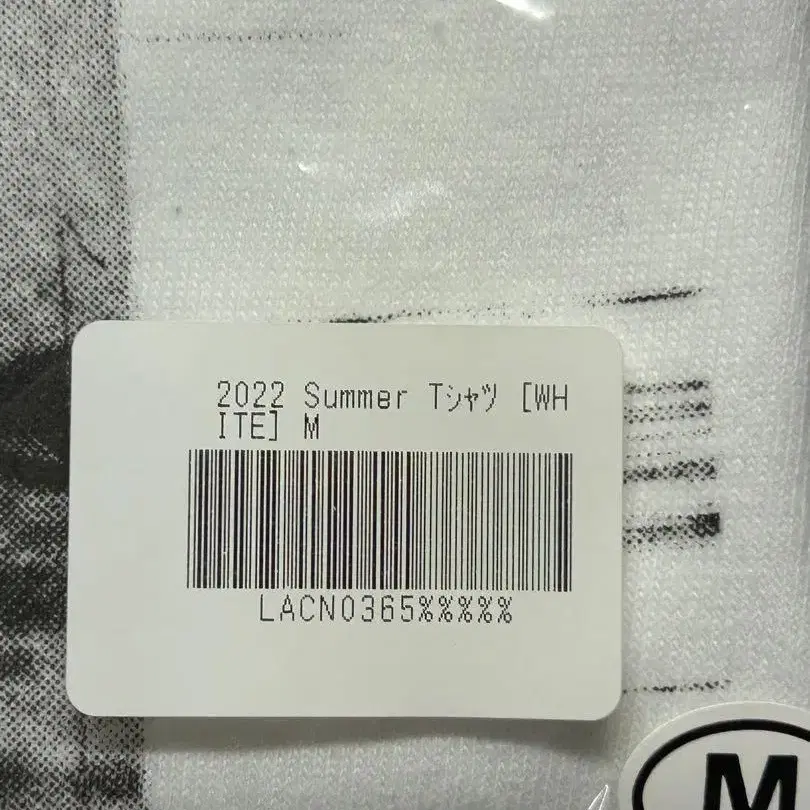 2022 Summer Tシャツ [WH
ITE] M
LACN0365%%%%%
M